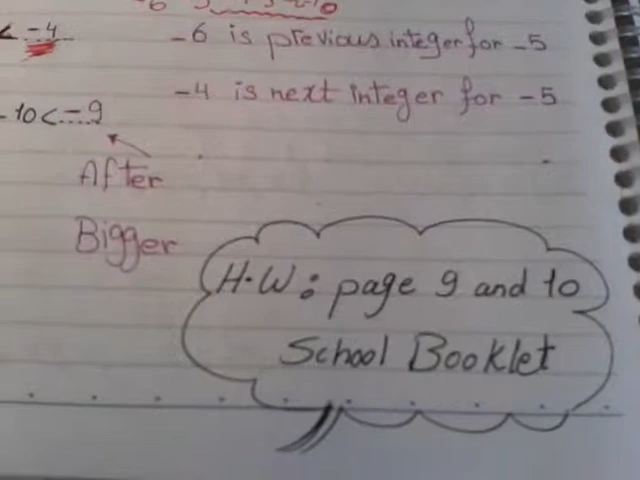 < -4
-6 is previous integer for -5
-4 is next integer for -5
-10 < -9
After
Bigger
H.W: page 9 and 10
School Booklet